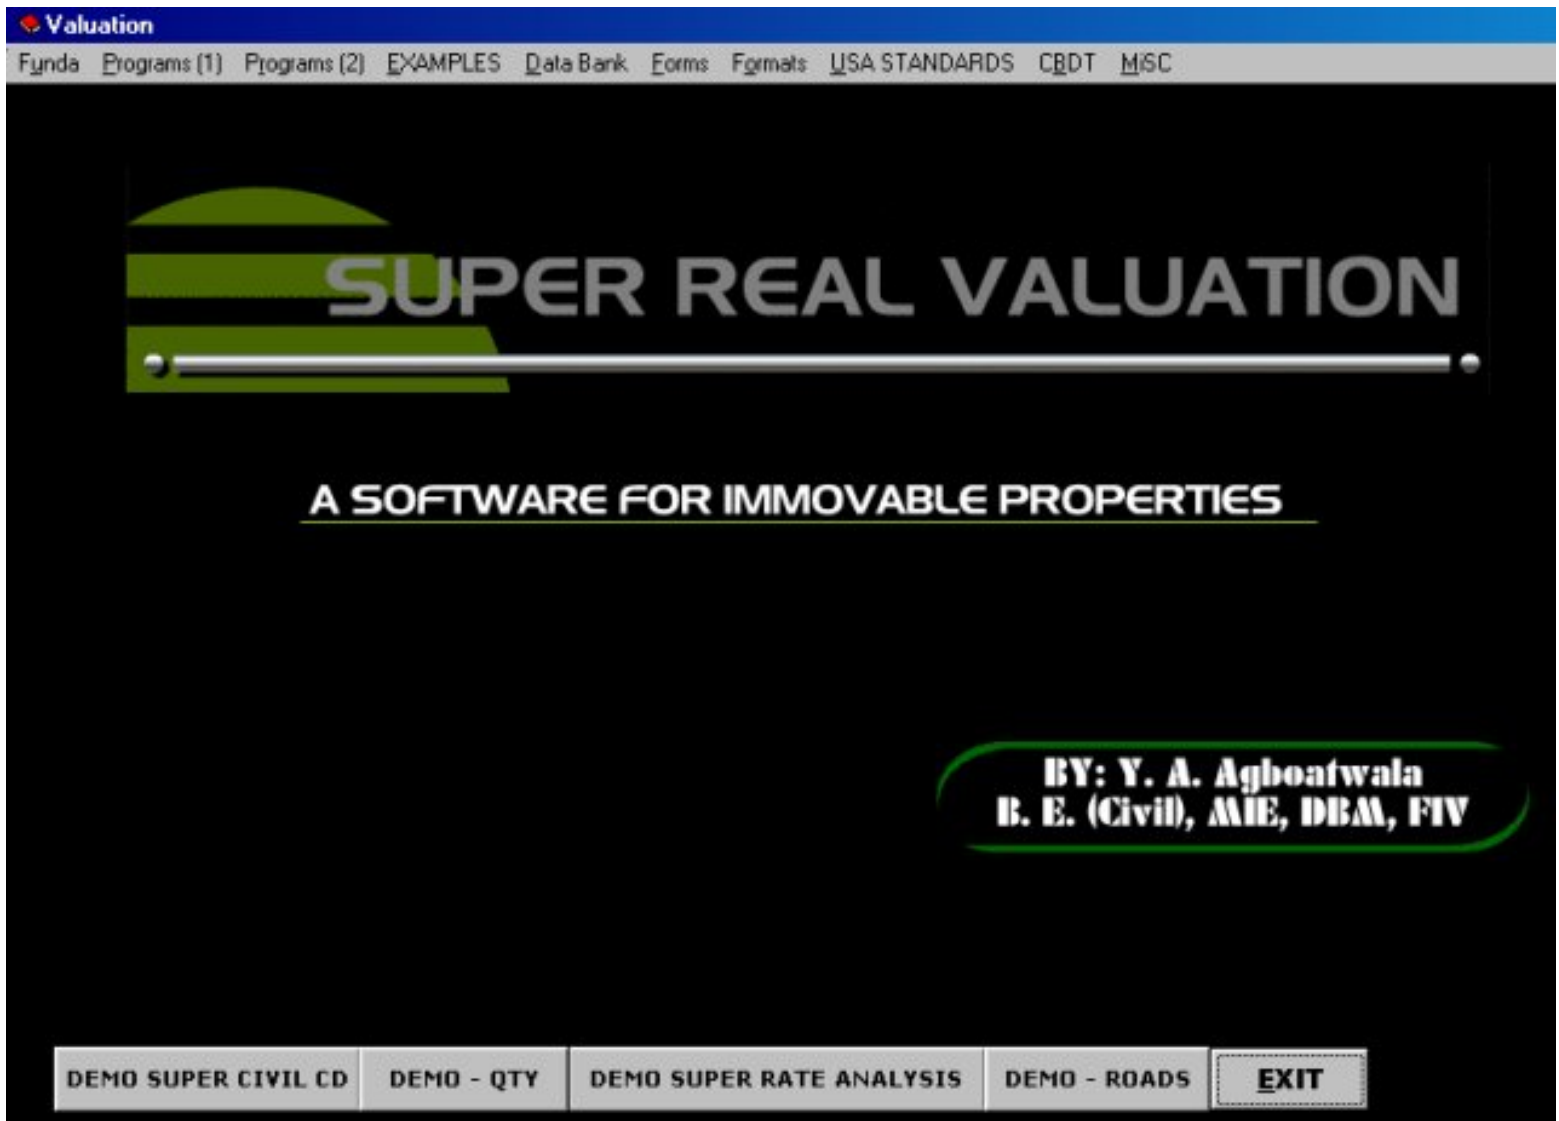 Valuation
Funda Programs (1) Programs (2) EXAMPLES Data Bank Forms Formats USA STANDARDS CBDT MiSC
SUPER REAL VALUATION
A SOFTWARE FOR IMMOVABLE PROPERTIES
BY: Y. A. Agboatwala
B. E. (Civil), MIE, DBM, FIV
DEMO SUPER CIVIL CD DEMO - QTY DEMO SUPER RATE ANALYSIS DEMO - ROADS EXIT